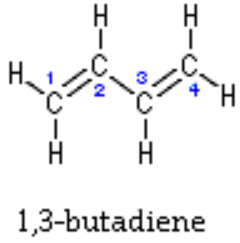 H H
H 1 C 3 C
C 2 C 4 H
H H
1,3-butadiene